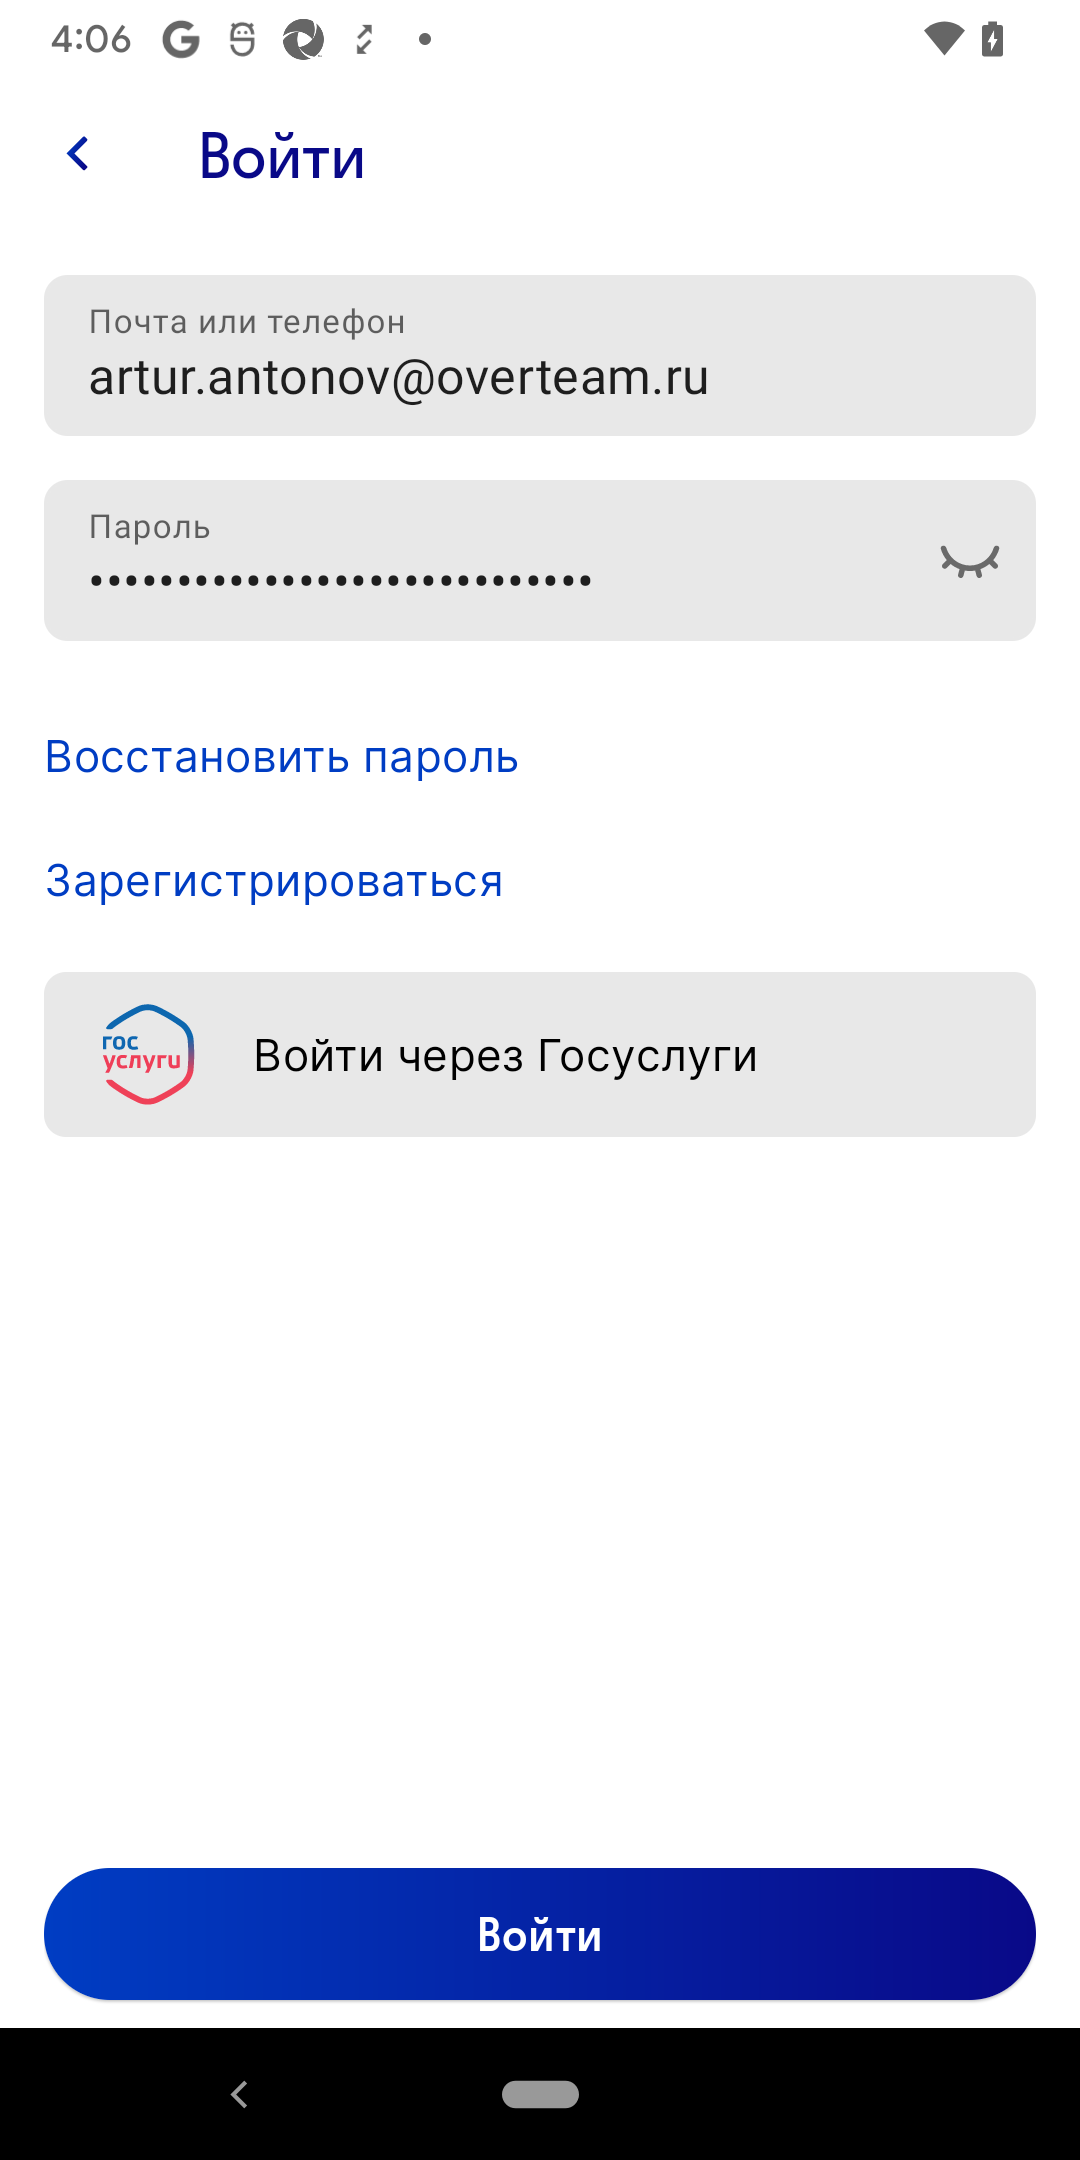 4:06
Войти
Почта или телефон
artur.antonov@overteam.ru
Пароль
•••••••••••••••••••••••••••••
Восстановить пароль
Зарегистрироваться
гос
услуги
Войти через Госуслуги
Войти